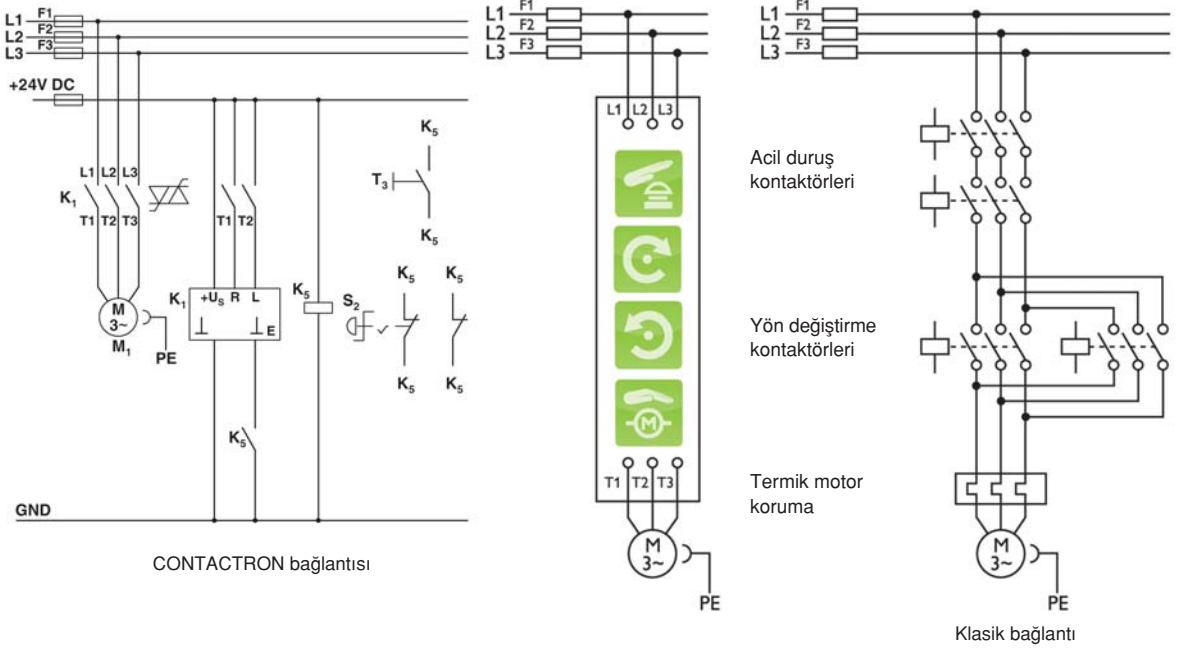 L1 F1
L2 F2
L3 F3
+24V DC
L1 L2 L3
K1
T1 T2 T3
T1 T2
K5
T3
K5
K1 +US R L
E
K5
S2
K5 K5
K5 K5
M
3~
M1
PE
K5
GND
CONTACTRON bağlantısı
L1 F1
L2 F2
L3 F3
L1 L2 L3
M
T1 T2 T3
M
3~
PE
L1 F1
L2 F2
L3 F3
Acil duruş
kontaktörleri
Yön değiştirme
kontaktörleri
Termik motor
koruma
M
3~
PE
Klasik bağlantı